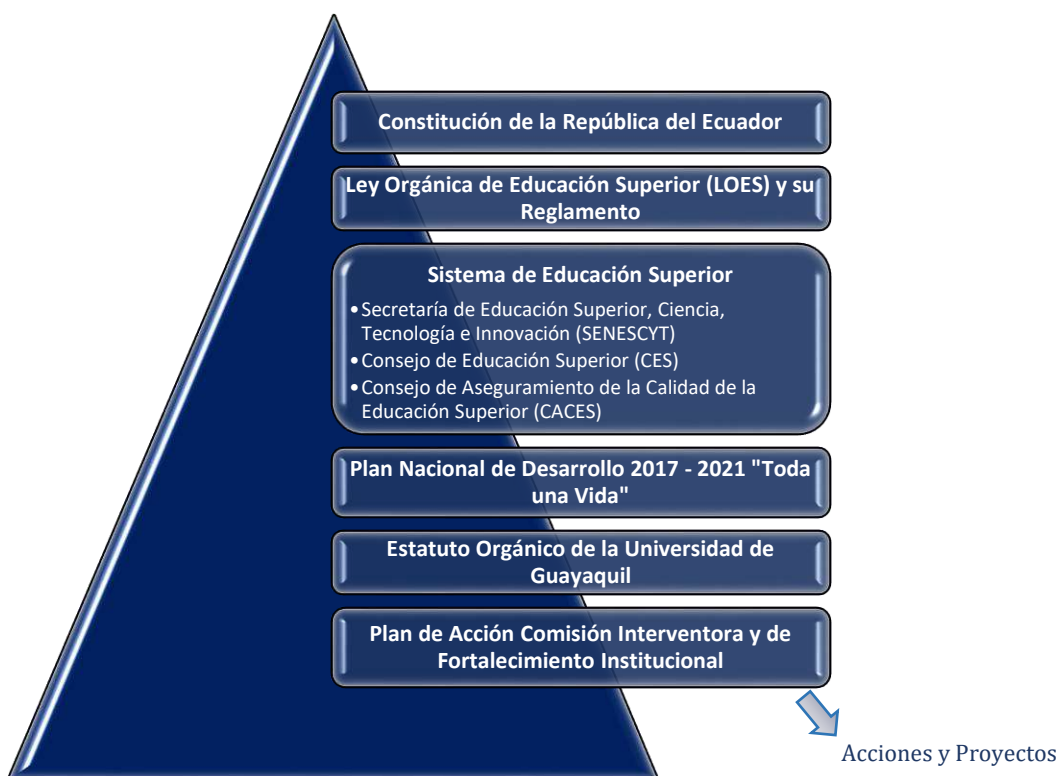 Constitución de la República del Ecuador
Ley Orgánica de Educación Superior (LOES) y su
Reglamento
Sistema de Educación Superior
•Secretaría de Educación Superior, Ciencia,
Tecnología e Innovación (SENESCYT)
•Consejo de Educación Superior (CES)
•Consejo de Aseguramiento de la Calidad de la
Educación Superior (CACES)
Plan Nacional de Desarrollo 2017 - 2021 "Toda
una Vida"
Estatuto Orgánico de la Universidad de
Guayaquil
Plan de Acción Comisión Interventora y de
Fortalecimiento Institucional
Acciones y Proyectos